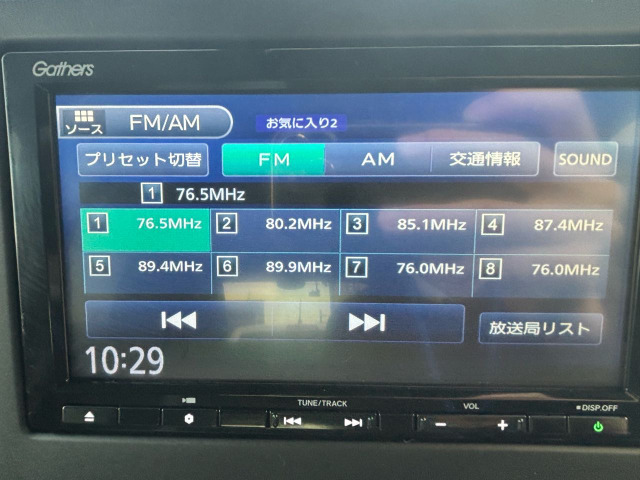 Gathers
ソース FM/AM お気に入り2
プリセット切替 FM AM 交通情報 SOUND
1 76.5MHz
1 76.5MHz 2 80.2MHz 3 85.1MHz 4 87.4MHz
5 89.4MHz 6 89.9MHz 7 76.0MHz 8 76.0MHz
放送局リスト
10:29
TUNE/TRACK VOL DISP.OFF